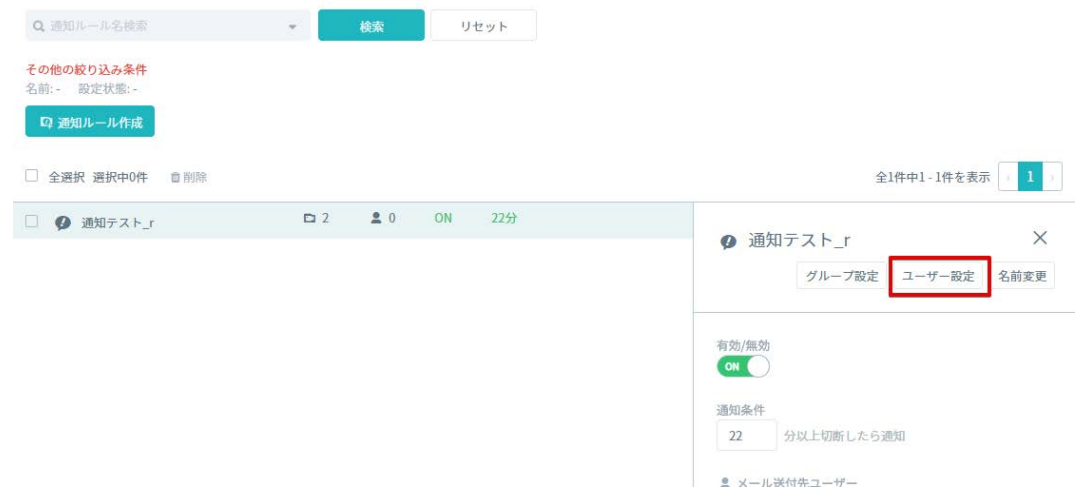 通知ルール名検索 検索 リセット
その他の絞り込み条件
名前: - 設定状態: -
通知ルール作成
全選択 選択中0件 削除 全1件中1 - 1件を表示 ‹ 1 ›
通知テスト_r 2 0 ON 22分
通知テスト_r ×
グループ設定 ユーザー設定 名前変更
有効/無効
ON
通知条件
22 分以上切断したら通知
メール送付先ユーザー